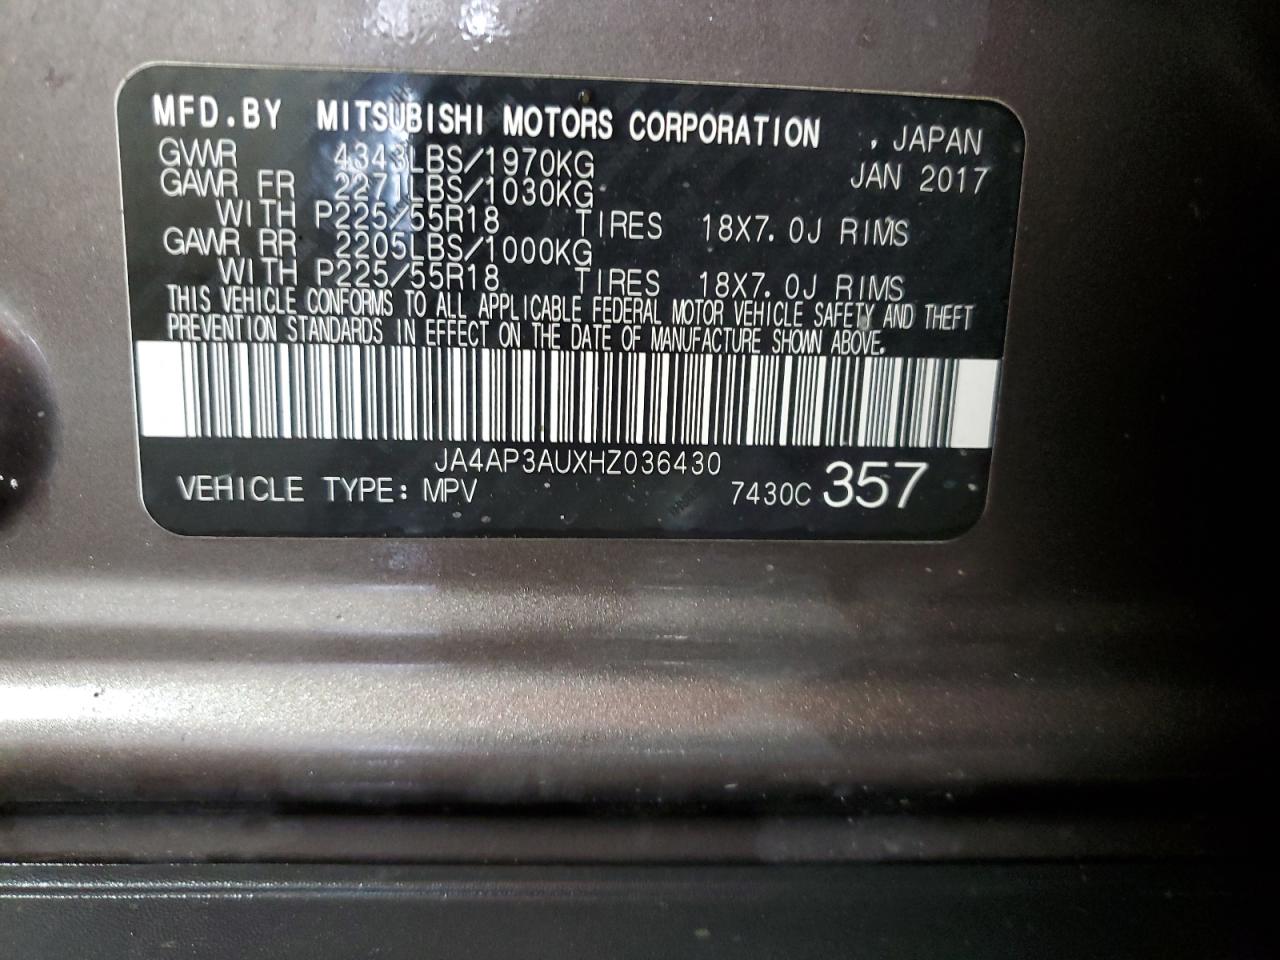 MFD.BY MITSUBISHI MOTORS CORPORATION , JAPAN
GVWR 4343LBS/1970KG JAN 2017
GAWR FR 2271LBS/1030KG
WITH P225/55R18 TIRES 18X7.0J RIMS
GAWR RR 2205LBS/1000KG
WITH P225/55R18 TIRES 18X7.0J RIMS
THIS VEHICLE CONFORMS TO ALL APPLICABLE FEDERAL MOTOR VEHICLE SAFETY AND THEFT
PREVENTION STANDARDS IN EFFECT ON THE DATE OF MANUFACTURE SHOWN ABOVE.
JA4AP3AUXHZ036430
VEHICLE TYPE: MPV 7430C 357